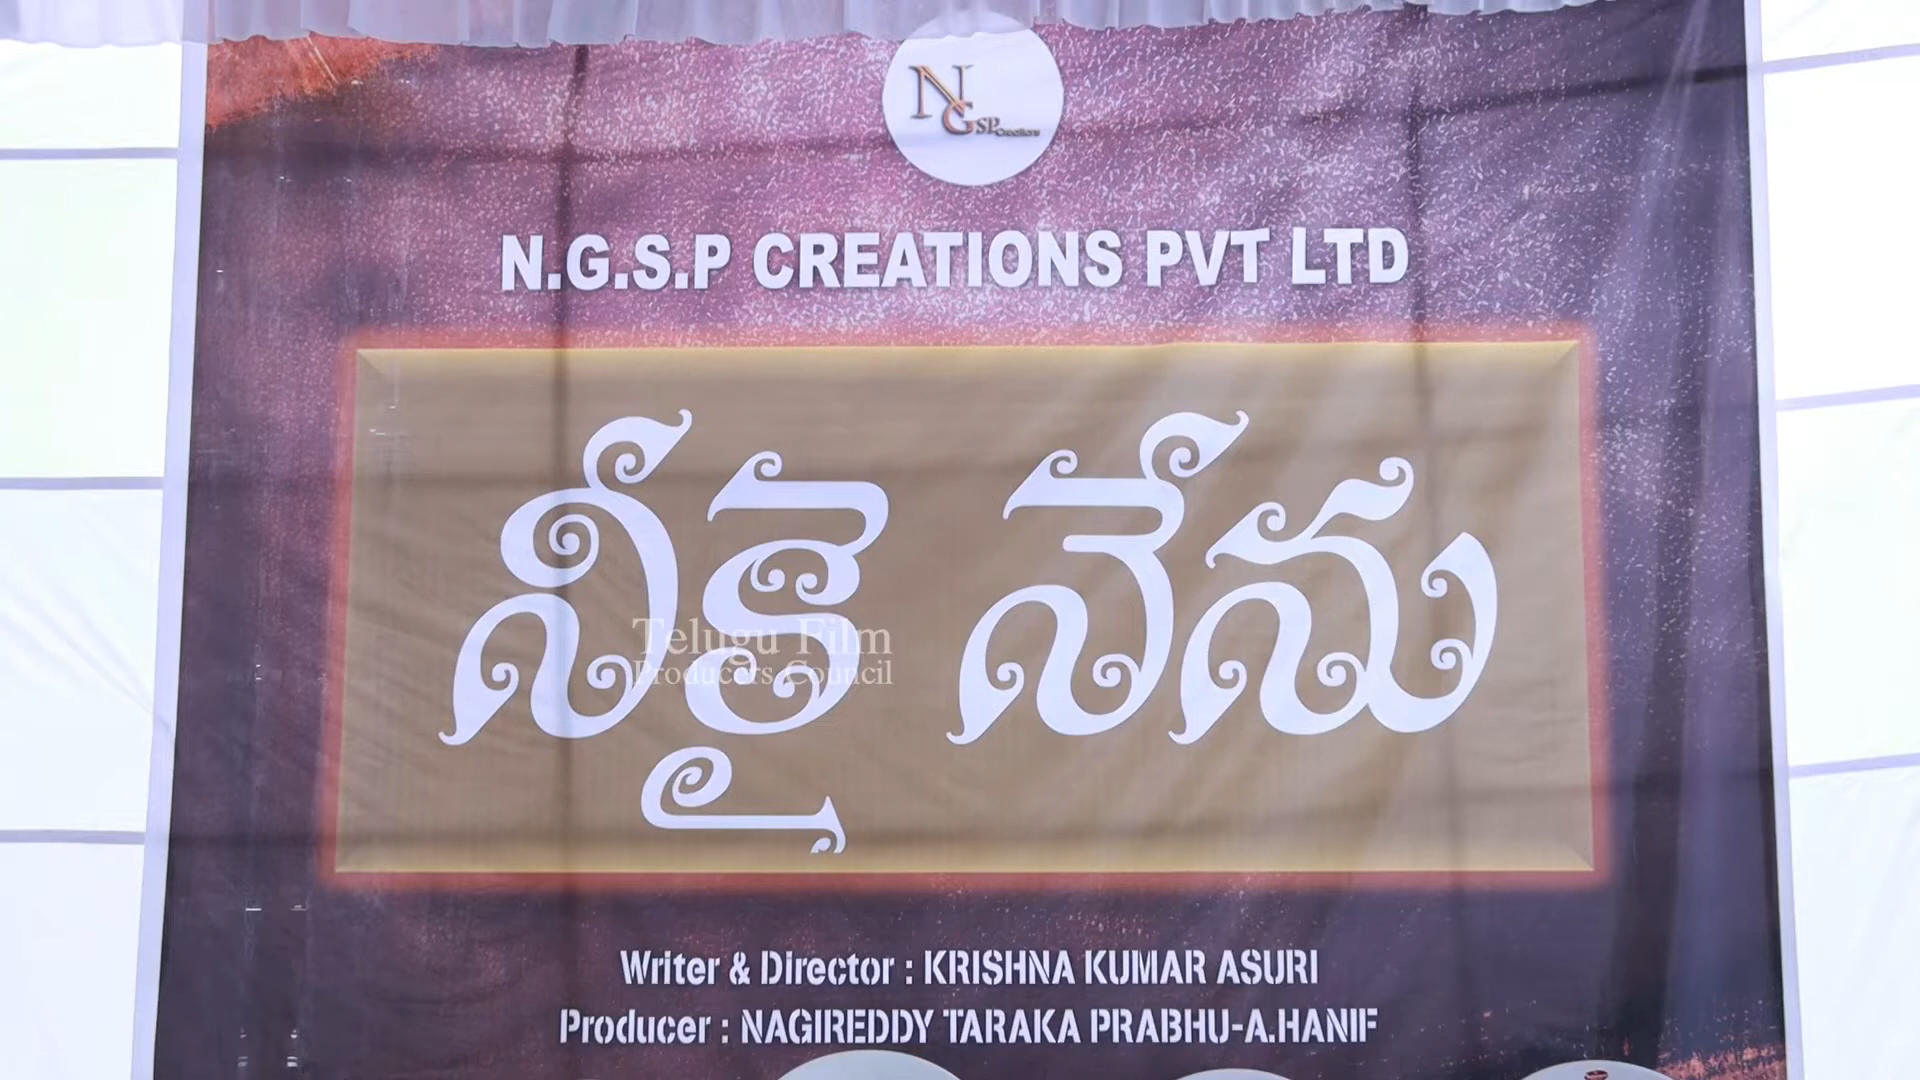 NGSP Creations
N.G.S.P CREATIONS PVT LTD
నీకై నేను
Telugu Film
Producers Council
Writer & Director : KRISHNA KUMAR ASURI
Producer : NAGIREDDY TARAKA PRABHU-A.HANIF